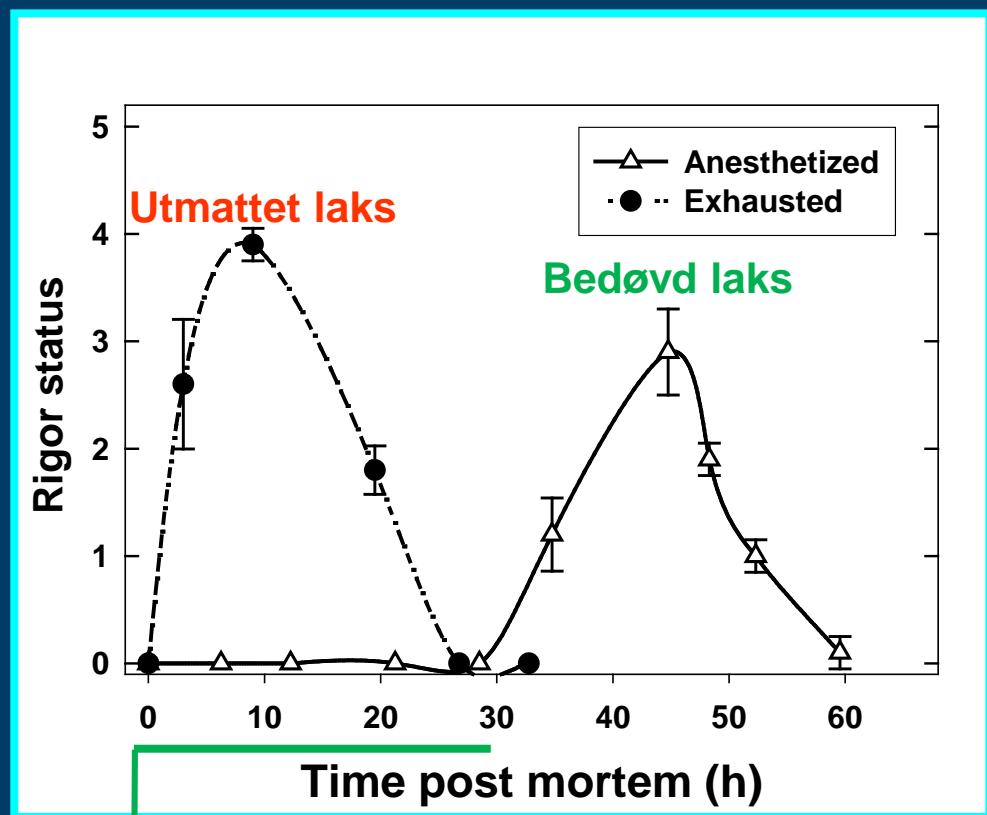 5
4
3
2
1
0
Rigor status
Anesthetized
Exhausted
Utmattet laks
Bedøvd laks
0 10 20 30 40 50 60
Time post mortem (h)